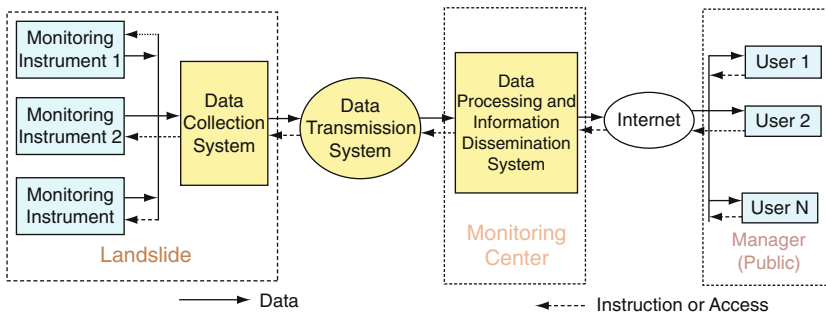 Monitoring
Instrument 1
Monitoring
Instrument 2
Monitoring
Instrument
Data
Collection
System
Landslide
Data
Transmission
System
Data
Processing and
Information
Dissemination
System
Monitoring
Center
Internet
User 1
User 2
User N
Manager
(Public)
Data
Instruction or Access